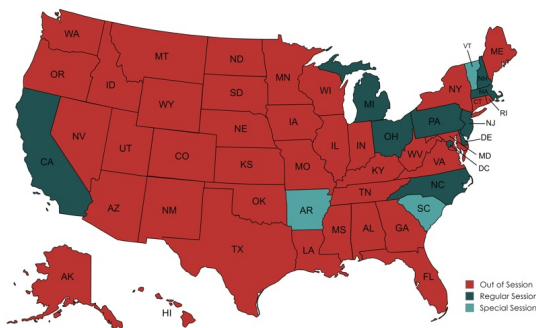 WA
MT
ND
MN
VT
ME
OR
ID
SD
WI
MI
NY
NH
MA
CT
RI
WY
NE
IA
PA
NJ
NV
UT
CO
IL
IN
OH
DE
MD
DC
CA
KS
MO
KY
WV
VA
AZ
NM
OK
AR
TN
NC
SC
TX
LA
MS
AL
GA
FL
AK
HI
Out of Session
Regular Session
Special Session